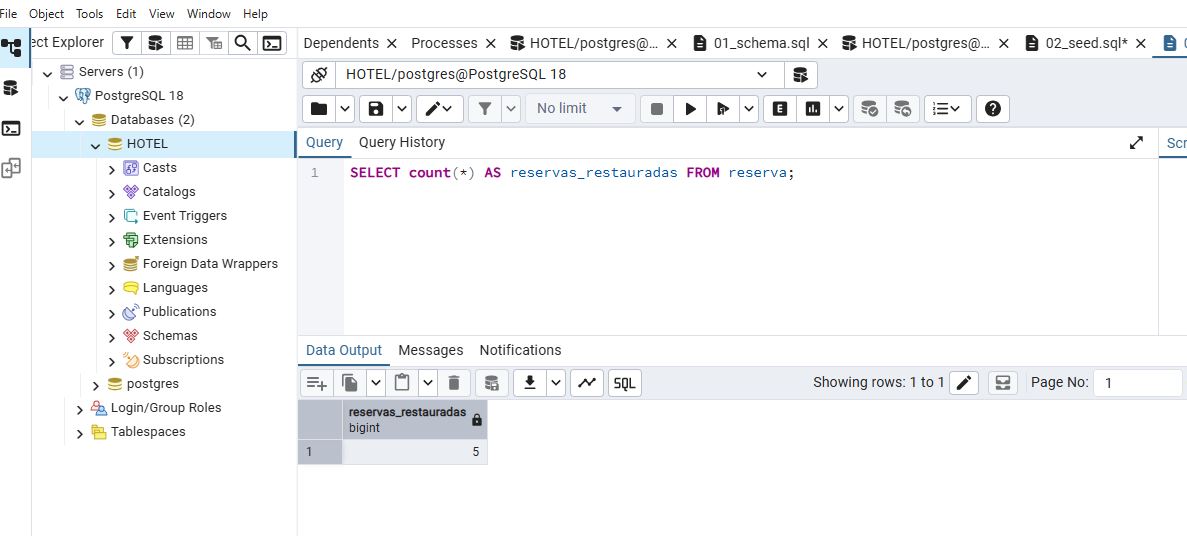 File Object Tools Edit View Window Help
ect Explorer
Dependents Processes HOTEL/postgres@... 01_schema.sql HOTEL/postgres@... 02_seed.sql*
Servers (1)
PostgreSQL 18
Databases (2)
HOTEL
Casts
Catalogs
Event Triggers
Extensions
Foreign Data Wrappers
Languages
Publications
Schemas
Subscriptions
postgres
Login/Group Roles
Tablespaces
HOTEL/postgres@PostgreSQL 18
No limit
E
Query Query History
Scr
1 SELECT count(*) AS reservas_restauradas FROM reserva;
Data Output Messages Notifications
SQL
Showing rows: 1 to 1 Page No: 1
reservas_restauradas
bigint
1 5